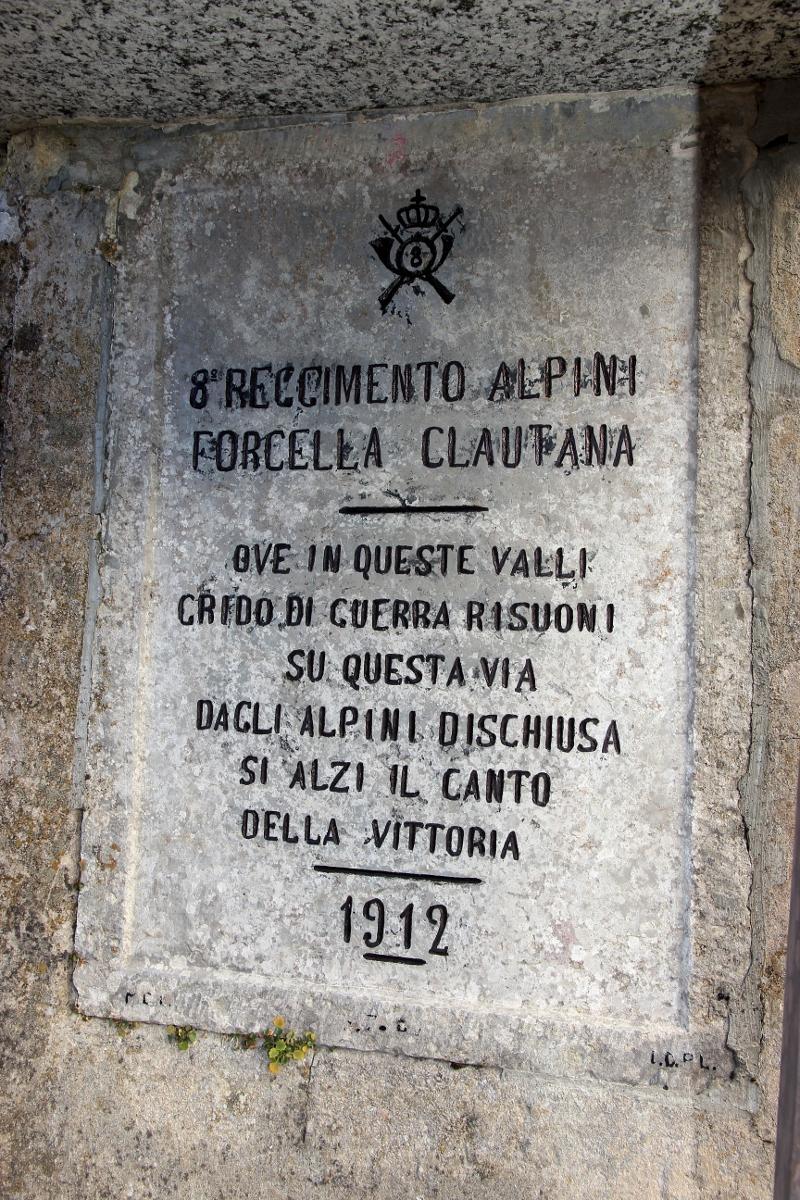 8
8º REGGIMENTO ALPINI
FORCELLA CLAUTANA
OVE IN QUESTE VALLI
GRIDO DI GUERRA RISUONI
SU QUESTA VIA
DAGLI ALPINI DISCHIUSA
SI ALZI IL CANTO
DELLA VITTORIA
1912